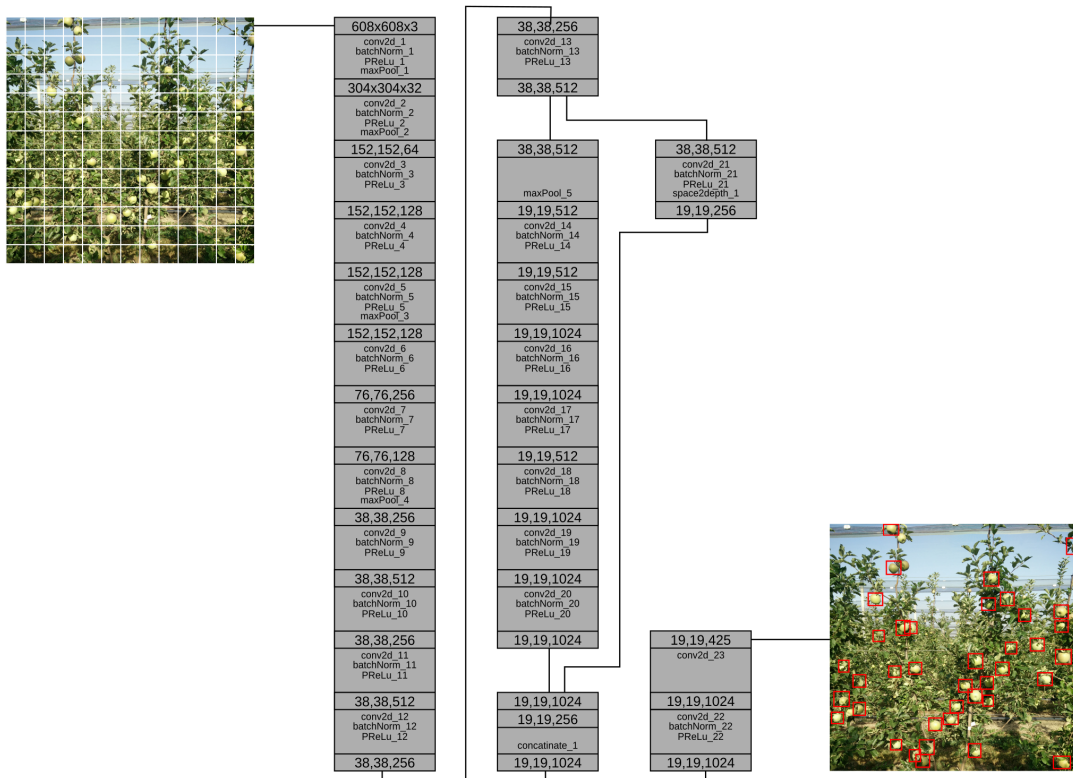 608x608x3
conv2d_1
batchNorm_1
PReLu_1
maxPool_1
304x304x32
conv2d_2
batchNorm_2
PReLu_2
maxPool_2
152,152,64
conv2d_3
batchNorm_3
PReLu_3
152,152,128
conv2d_4
batchNorm_4
PReLu_4
152,152,128
conv2d_5
batchNorm_5
PReLu_5
maxPool_3
152,152,128
conv2d_6
batchNorm_6
PReLu_6
76,76,256
conv2d_7
batchNorm_7
PReLu_7
76,76,128
conv2d_8
batchNorm_8
PReLu_8
maxPool_4
38,38,256
conv2d_9
batchNorm_9
PReLu_9
38,38,512
conv2d_10
batchNorm_10
PReLu_10
38,38,256
conv2d_11
batchNorm_11
PReLu_11
38,38,512
conv2d_12
batchNorm_12
PReLu_12
38,38,256
38,38,256
conv2d_13
batchNorm_13
PReLu_13
38,38,512
38,38,512
maxPool_5
19,19,512
conv2d_14
batchNorm_14
PReLu_14
19,19,512
conv2d_15
batchNorm_15
PReLu_15
19,19,1024
conv2d_16
batchNorm_16
PReLu_16
19,19,1024
conv2d_17
batchNorm_17
PReLu_17
19,19,512
conv2d_18
batchNorm_18
PReLu_18
19,19,1024
conv2d_19
batchNorm_19
PReLu_19
19,19,1024
conv2d_20
batchNorm_20
PReLu_20
19,19,1024
19,19,1024
19,19,256
concatinate_1
19,19,1024
38,38,512
conv2d_21
batchNorm_21
PReLu_21
space2depth_1
19,19,256
19,19,425
conv2d_23
19,19,1024
conv2d_22
batchNorm_22
PReLu_22
19,19,1024